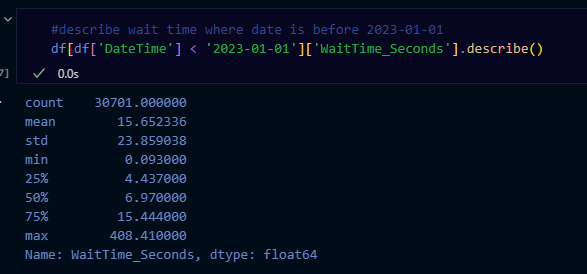 #describe wait time where date is before 2023-01-01
df[df['DateTime'] < '2023-01-01']['WaitTime_Seconds'].describe()
7]
0.0s
count    30701.000000
mean        15.652336
std         23.859038
min          0.093000
25%          4.437000
50%          6.970000
75%         15.444000
max        408.410000
Name: WaitTime_Seconds, dtype: float64